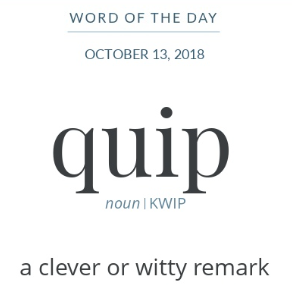 WORD OF THE DAY
OCTOBER 13, 2018
quip
noun | KWIP
a clever or witty remark